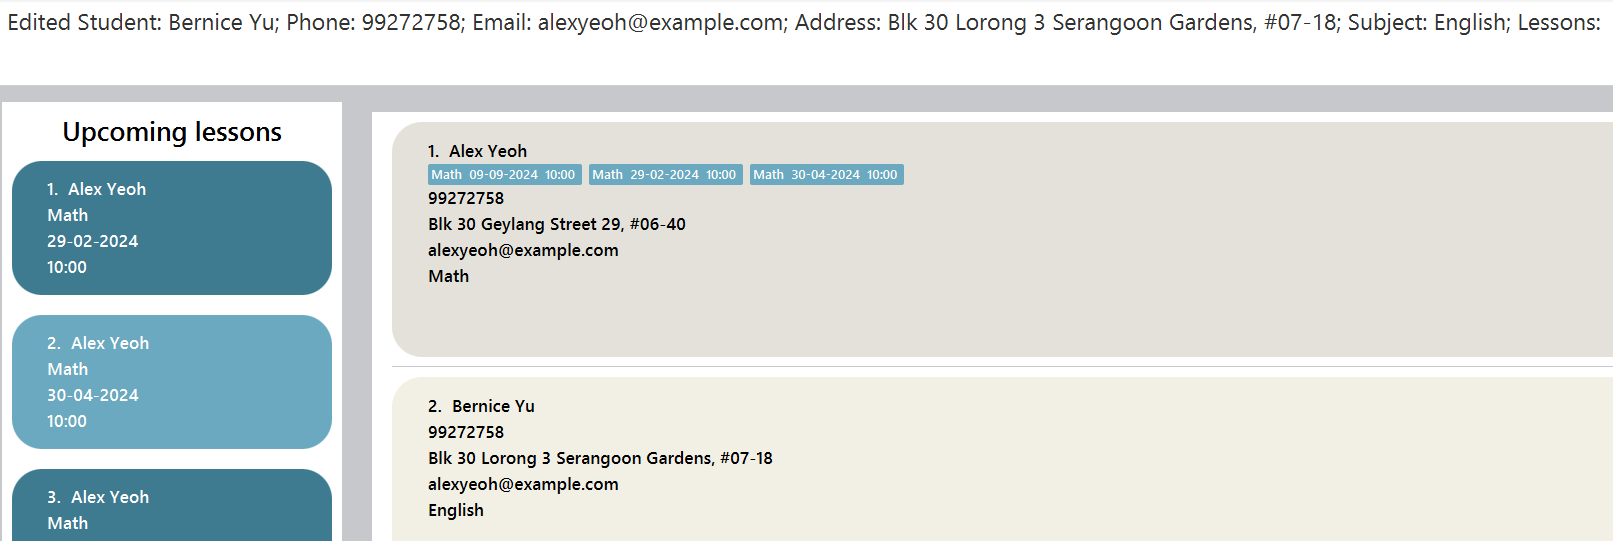 Edited Student: Bernice Yu; Phone: 99272758; Email: alexyeoh@example.com; Address: Blk 30 Lorong 3 Serangoon Gardens, #07-18; Subject: English; Lessons:
Upcoming lessons
1. Alex Yeoh
Math
29-02-2024
10:00
2. Alex Yeoh
Math
30-04-2024
10:00
3. Alex Yeoh
Math
1. Alex Yeoh
Math 09-09-2024 10:00 Math 29-02-2024 10:00 Math 30-04-2024 10:00
99272758
Blk 30 Geylang Street 29, #06-40
alexyeoh@example.com
Math
2. Bernice Yu
99272758
Blk 30 Lorong 3 Serangoon Gardens, #07-18
alexyeoh@example.com
English